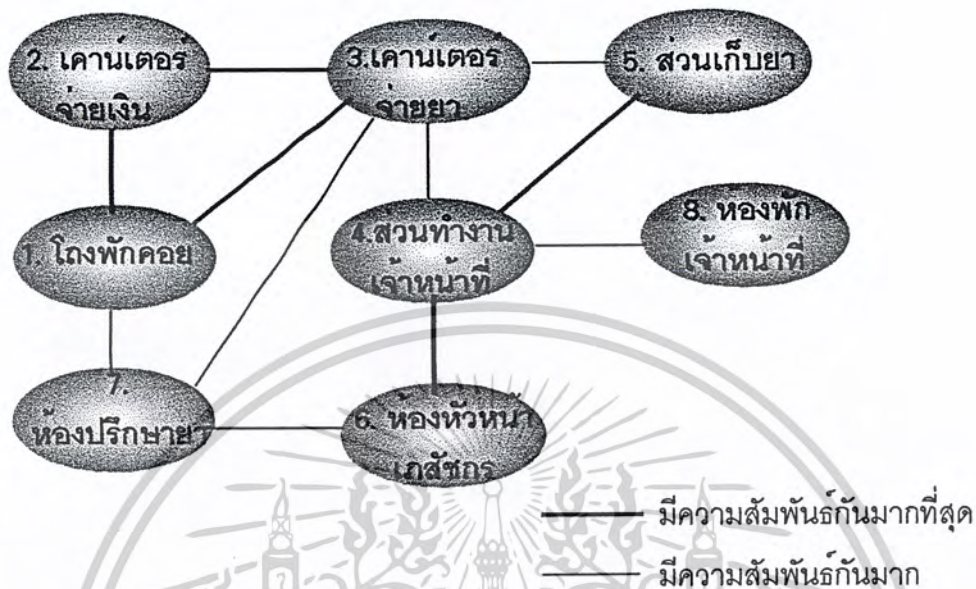 2. เคาน์เตอร์
จ่ายเงิน
3.เคาน์เตอร์
จ่ายยา
5. ส่วนเก็บยา
1. โถงพักคอย
4.ส่วนทำงาน
เจ้าหน้าที่
8. ห้องพัก
เจ้าหน้าที่
7.
ห้องปรึกษายา
6. ห้องหัวหน้า
เภสัชกร
มีความสัมพันธ์กันมากที่สุด
มีความสัมพันธ์กันมาก